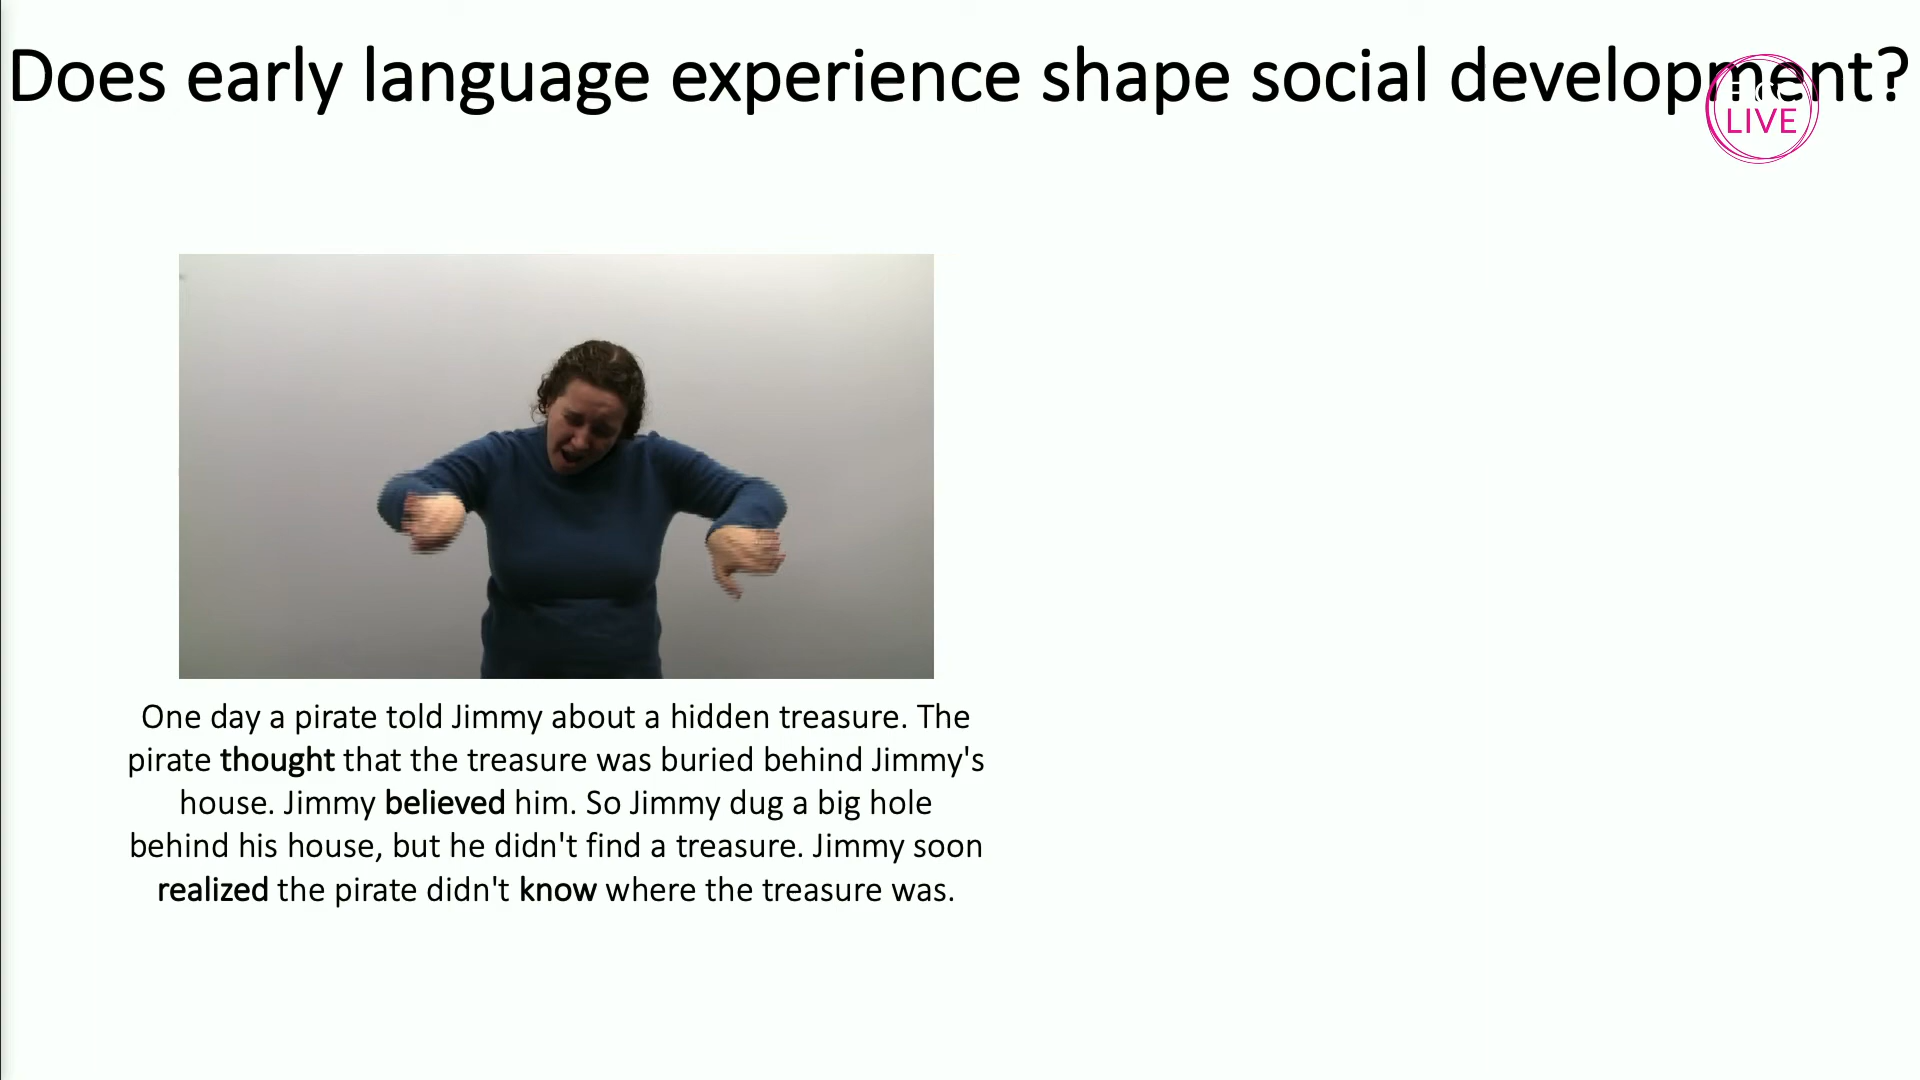 Does early language experience shape social development?
LIVE
One day a pirate told Jimmy about a hidden treasure. The
pirate thought that the treasure was buried behind Jimmy's
house. Jimmy believed him. So Jimmy dug a big hole
behind his house, but he didn't find a treasure. Jimmy soon
realized the pirate didn't know where the treasure was.